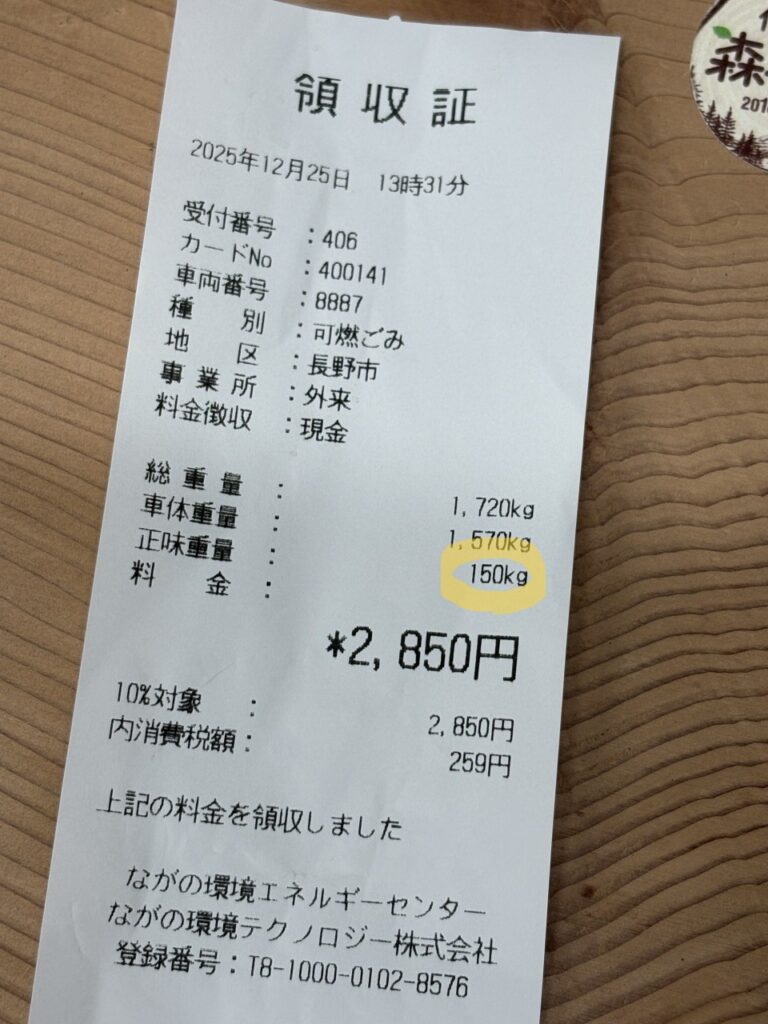 領収証
2025年12月25日 13時31分
受付番号 :406
カードNo :400141
車両番号 :8887
種別 :可燃ごみ
地区 :長野市
事業所 :外来
料金徴収 :現金
総重量 : 1,720kg
車体重量 : 1,570kg
正味重量 : 150kg
料金 :
*2,850円
10%対象 : 2,850円
内消費税額: 259円
上記の料金を領収しました
ながの環境エネルギーセンター
ながの環境テクノロジー株式会社
登録番号:T8-1000-0102-8576
森
201